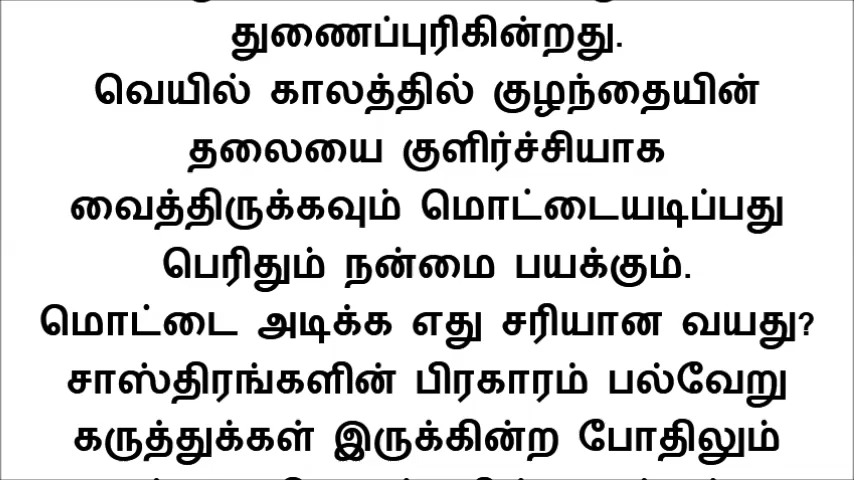 துணைப்புரிகின்றது.
வெயில் காலத்தில் குழந்தையின்
தலையை குளிர்ச்சியாக
வைத்திருக்கவும் மொட்டையடிப்பது
பெரிதும் நன்மை பயக்கும்.
மொட்டை அடிக்க எது சரியான வயது?
சாஸ்திரங்களின் பிரகாரம் பல்வேறு
கருத்துக்கள் இருக்கின்ற போதிலும்